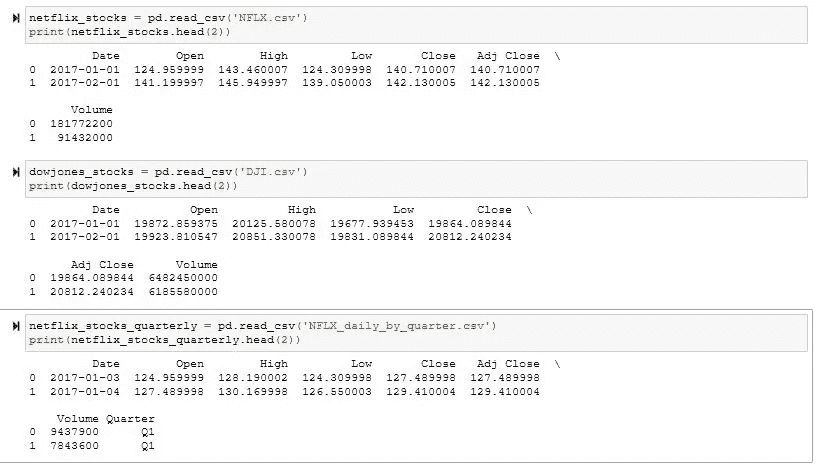 netflix_stocks = pd.read_csv('NFLX.csv')
print(netflix_stocks.head(2))
Date Open High Low Close Adj Close \
0 2017-01-01 124.959999 143.460007 124.309998 140.710007 140.710007
1 2017-02-01 141.199997 145.949997 139.050003 142.130005 142.130005
Volume
0 181772200
1 91432000
dowjones_stocks = pd.read_csv('DJI.csv')
print(dowjones_stocks.head(2))
Date Open High Low Close \
0 2017-01-01 19872.859375 20125.580078 19677.939453 19864.089844
1 2017-02-01 19923.810547 20851.330078 19831.089844 20812.240234
Adj Close Volume
0 19864.089844 6482450000
1 20812.240234 6185580000
netflix_stocks_quarterly = pd.read_csv('NFLX_daily_by_quarter.csv')
print(netflix_stocks_quarterly.head(2))
Date Open High Low Close Adj Close \
0 2017-01-03 124.959999 128.190002 124.309998 127.489998 127.489998
1 2017-01-04 127.489998 130.169998 126.550003 129.410004 129.410004
Volume Quarter
0 9437900 Q1
1 7843600 Q1